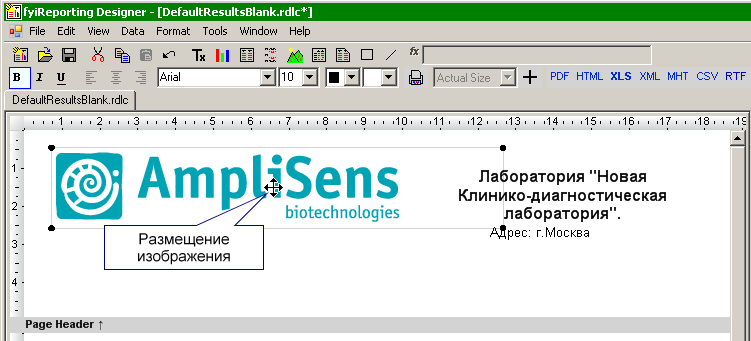 fyiReporting Designer - [DefaultResultsBlank.rdlc*]
File Edit View Data Format Tools Window Help
Tx fx
B I U Arial 10 Actual Size PDF HTML XLS XML MHT CSV RTF
DefaultResultsBlank.rdlc
1 2 3 4 5 6 7 8 9 10 11 12 13 14 15 16 17 18 19
1
2
3
4
AmpliSens
biotechnologies
Лаборатория "Новая
Клинико-диагностическая
лаборатория".
Адрес: г.Москва
Размещение
изображения
Page Header ↑